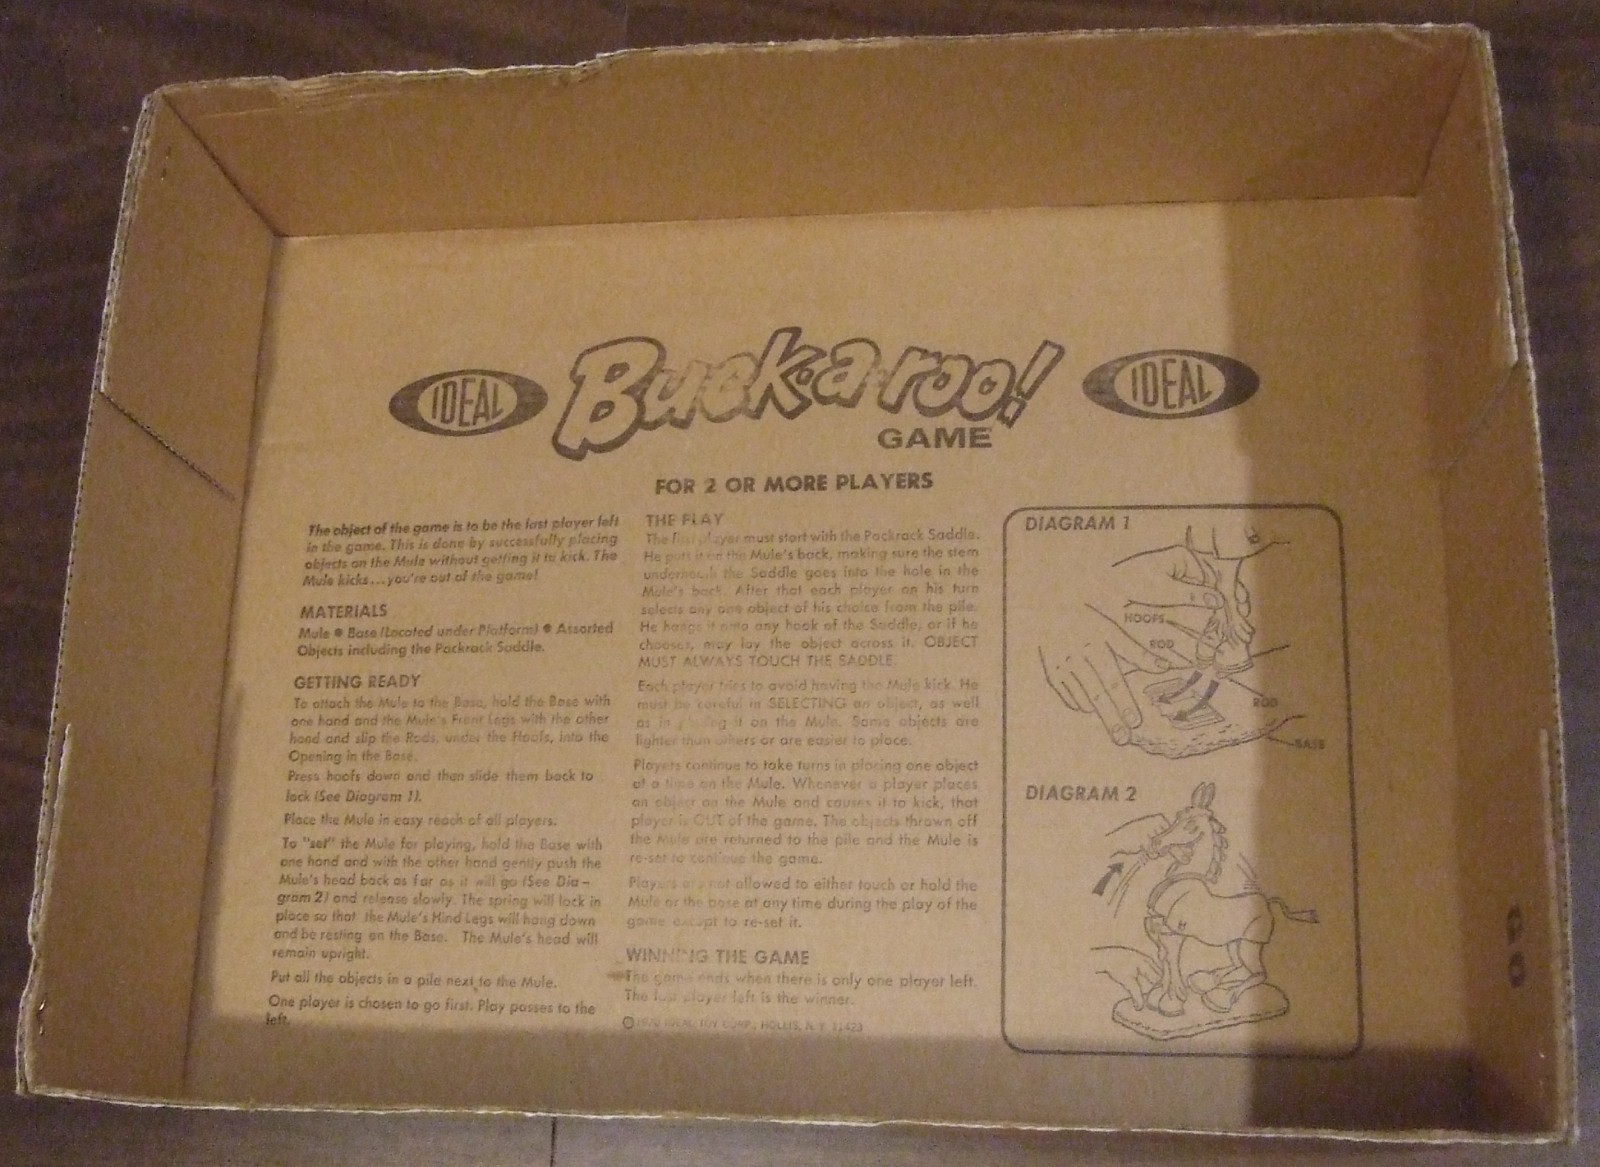 IDEAL
Buck-a-roo!
IDEAL
GAME
FOR 2 OR MORE PLAYERS
The object of the game is to be the last player left
in the game. This is done by successfully placing
objects on the Mule without getting it to kick. The
Mule kicks...you're out of the game!
MATERIALS
Mule ● Base (Located under Platform) ● Assorted
Objects including the Packrack Saddle.
GETTING READY
To attach the Mule to the Base, hold the Base with
one hand and the Mule's Front Legs with the other
hand and slip the Rods, under the Hoofs, into the
Opening in the Base.
Press hoofs down and then slide them back to
lock (See Diagram 1).
Place the Mule in easy reach of all players.
To "set" the Mule for playing, hold the Base with
one hand and with the other hand gently push the
Mule's head back as far as it will go (See Dia-
gram 2) and release slowly. The spring will lock in
place so that the Mule's Hind Legs will hang down
and be resting on the Base. The Mule's head will
remain upright.
Put all the objects in a pile next to the Mule.
One player is chosen to go first. Play passes to the
left.
THE PLAY
The first player must start with the Packrack Saddle.
He puts it on the Mule's back, making sure the stem
underneath the Saddle goes into the hole in the
Mule's back. After that each player on his turn
selects any one object of his choice from the pile.
He hangs it onto any hook of the Saddle, or if he
chooses, may lay the object across it. OBJECT
MUST ALWAYS TOUCH THE SADDLE.
Each player tries to avoid having the Mule kick. He
must be careful in SELECTING an object, as well
as in placing it on the Mule. Some objects are
lighter than others or are easier to place.
Players continue to take turns in placing one object
at a time on the Mule. Whenever a player places
an object on the Mule and causes it to kick, that
player is OUT of the game. The objects thrown off
the Mule are returned to the pile and the Mule is
re-set to continue the game.
Players are not allowed to either touch or hold the
Mule or the base at any time during the play of the
game except to re-set it.
WINNING THE GAME
The game ends when there is only one player left.
The last player left is the winner.
© 1970 IDEAL TOY CORP., HOLLIS, N. Y. 11423
DIAGRAM 1
HOOFS
ROD
ROD
BASE
DIAGRAM 2